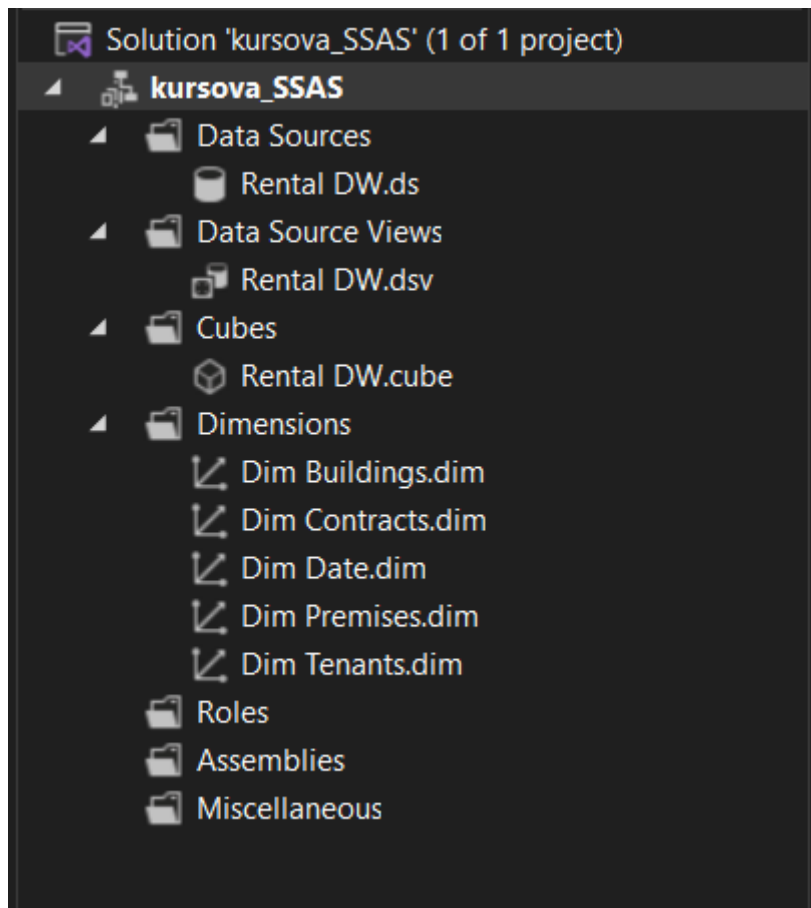 Solution 'kursova_SSAS' (1 of 1 project)
kursova_SSAS
Data Sources
Rental DW.ds
Data Source Views
Rental DW.dsv
Cubes
Rental DW.cube
Dimensions
Dim Buildings.dim
Dim Contracts.dim
Dim Date.dim
Dim Premises.dim
Dim Tenants.dim
Roles
Assemblies
Miscellaneous